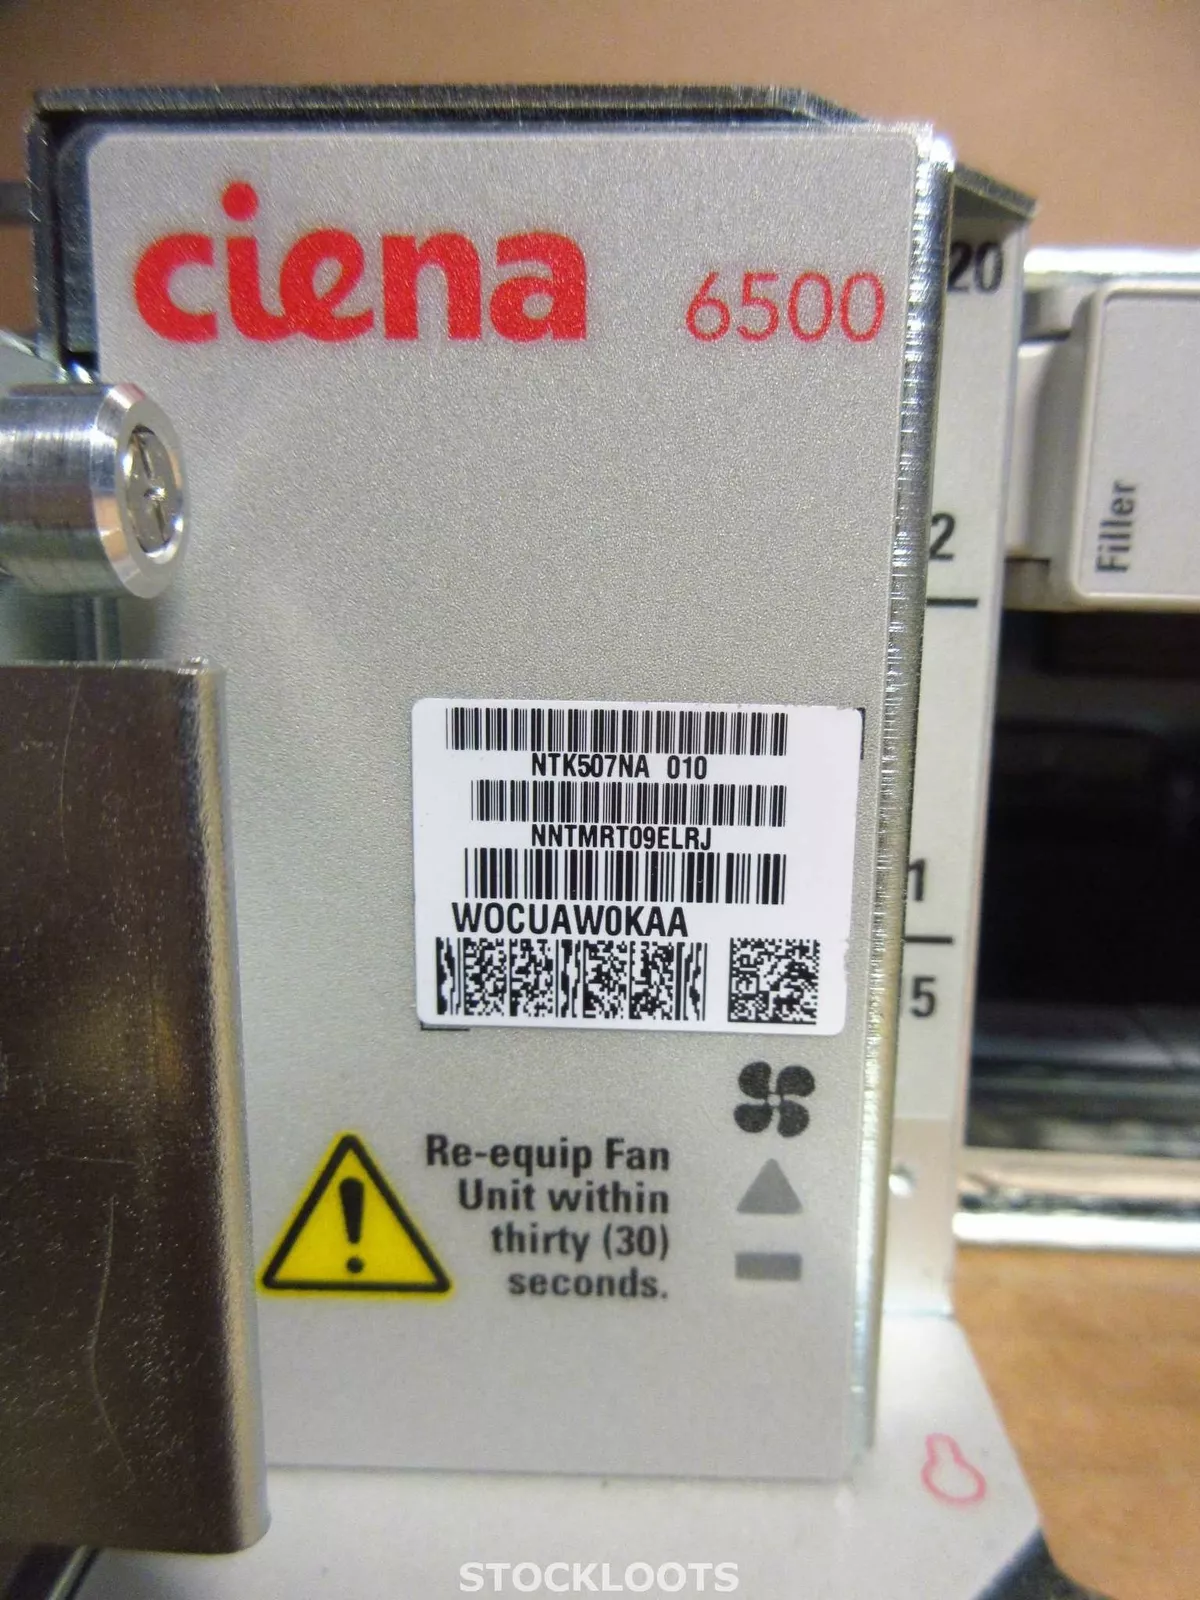 ciena 6500
20
2
Filler
NTK507NA 010
NNTMRT09ELRJ
1
WOCUAW0KAA
15
Re-equip Fan
Unit within
thirty (30)
seconds.
STOCKLOOTS